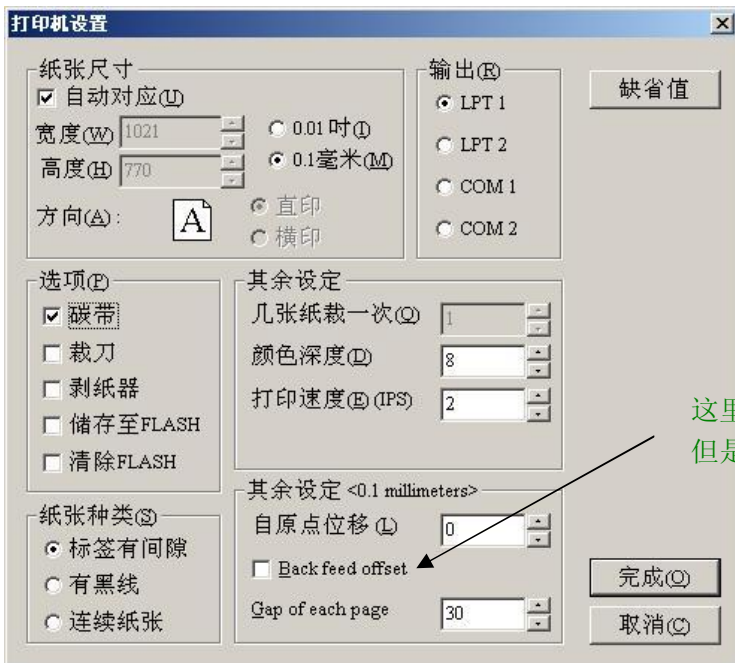 打印机设置
纸张尺寸
自动对应(U)
宽度(W) 1021
0.01 吋(I)
高度(H) 770
0.1毫米(M)
方向(A):
A
直印
横印
输出(R)
LPT 1
LPT 2
COM 1
COM 2
缺省值
选项(P)
碳带
裁刀
剥纸器
储存至FLASH
清除FLASH
其余设定
几张纸裁一次(Q) 1
颜色深度(D) 8
打印速度(E) (IPS) 2
纸张种类(S)
标签有间隙
有黑线
连续纸张
其余设定 <0.1 millimeters>
自原点位移 (L) 0
Back feed offset
Gap of each page 30
这里
但是
完成(O)
取消(C)